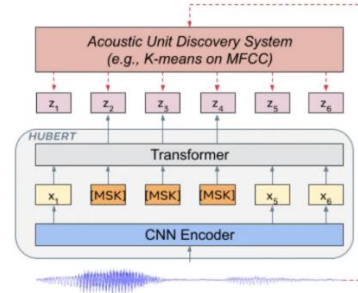 Acoustic Unit Discovery System
(e.g., K-means on MFCC)
z1 z2 z3 z4 z5 z6
HUBERT
Transformer
x1 [MSK] [MSK] [MSK] x5 x6
CNN Encoder